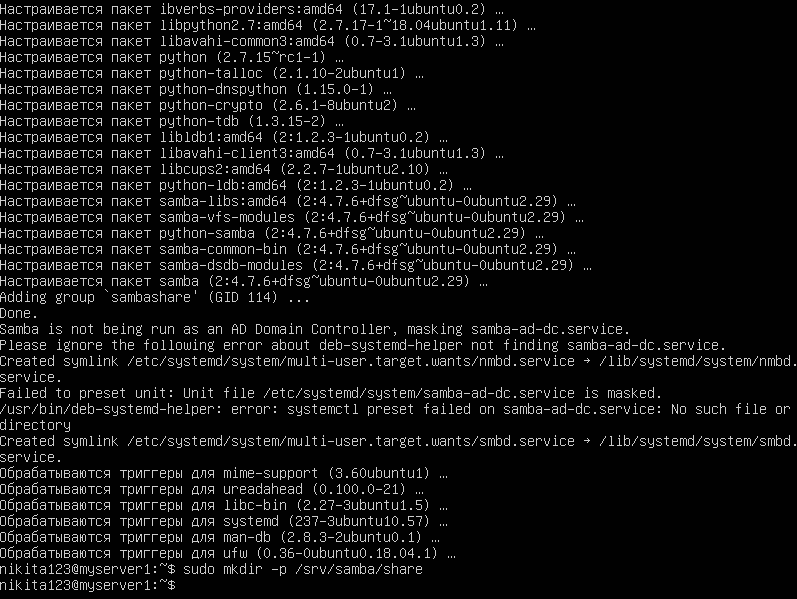 Настраивается пакет ibverbs-providers:amd64 (17.1-1ubuntu0.2) …
Настраивается пакет libpython2.7:amd64 (2.7.17-1~18.04ubuntu1.11) …
Настраивается пакет libavahi-common3:amd64 (0.7-3.1ubuntu1.3) …
Настраивается пакет python (2.7.15~rc1-1) …
Настраивается пакет python-talloc (2.1.10-2ubuntu1) …
Настраивается пакет python-dnspython (1.15.0-1) …
Настраивается пакет python-crypto (2.6.1-8ubuntu2) …
Настраивается пакет python-tdb (1.3.15-2) …
Настраивается пакет libldb1:amd64 (2:1.2.3-1ubuntu0.2) …
Настраивается пакет libavahi-client3:amd64 (0.7-3.1ubuntu1.3) …
Настраивается пакет libcups2:amd64 (2.2.7-1ubuntu2.10) …
Настраивается пакет python-ldb:amd64 (2:1.2.3-1ubuntu0.2) …
Настраивается пакет samba-libs:amd64 (2:4.7.6+dfsg~ubuntu-0ubuntu2.29) …
Настраивается пакет samba-vfs-modules (2:4.7.6+dfsg~ubuntu-0ubuntu2.29) …
Настраивается пакет python-samba (2:4.7.6+dfsg~ubuntu-0ubuntu2.29) …
Настраивается пакет samba-common-bin (2:4.7.6+dfsg~ubuntu-0ubuntu2.29) …
Настраивается пакет samba-dsdb-modules (2:4.7.6+dfsg~ubuntu-0ubuntu2.29) …
Настраивается пакет samba (2:4.7.6+dfsg~ubuntu-0ubuntu2.29) …
Adding group `sambashare' (GID 114) ...
Done.
Samba is not being run as an AD Domain Controller, masking samba-ad-dc.service.
Please ignore the following error about deb-systemd-helper not finding samba-ad-dc.service.
Created symlink /etc/systemd/system/multi-user.target.wants/nmbd.service → /lib/systemd/system/nmbd.
service.
Failed to preset unit: Unit file /etc/systemd/system/samba-ad-dc.service is masked.
/usr/bin/deb-systemd-helper: error: systemctl preset failed on samba-ad-dc.service: No such file or
directory
Created symlink /etc/systemd/system/multi-user.target.wants/smbd.service → /lib/systemd/system/smbd.
service.
Обрабатываются триггеры для mime-support (3.60ubuntu1) …
Обрабатываются триггеры для ureadahead (0.100.0-21) …
Обрабатываются триггеры для libc-bin (2.27-3ubuntu1.5) …
Обрабатываются триггеры для systemd (237-3ubuntu10.57) …
Обрабатываются триггеры для man-db (2.8.3-2ubuntu0.1) …
Обрабатываются триггеры для ufw (0.36-0ubuntu0.18.04.1) …
nikita123@myserver1:~$ sudo mkdir -p /srv/samba/share
nikita123@myserver1:~$